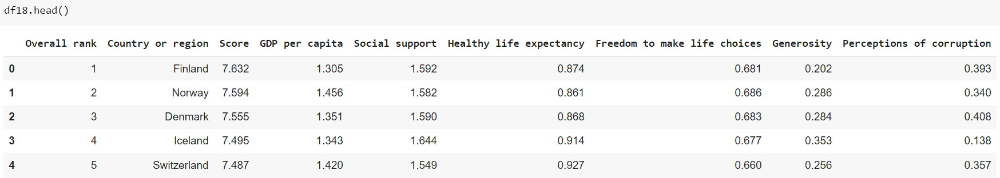 df18.head()
Overall rank Country or region Score GDP per capita Social support Healthy life expectancy Freedom to make life choices Generosity Perceptions of corruption
0 1 Finland 7.632 1.305 1.592 0.874 0.681 0.202 0.393
1 2 Norway 7.594 1.456 1.582 0.861 0.686 0.286 0.340
2 3 Denmark 7.555 1.351 1.590 0.868 0.683 0.284 0.408
3 4 Iceland 7.495 1.343 1.644 0.914 0.677 0.353 0.138
4 5 Switzerland 7.487 1.420 1.549 0.927 0.660 0.256 0.357